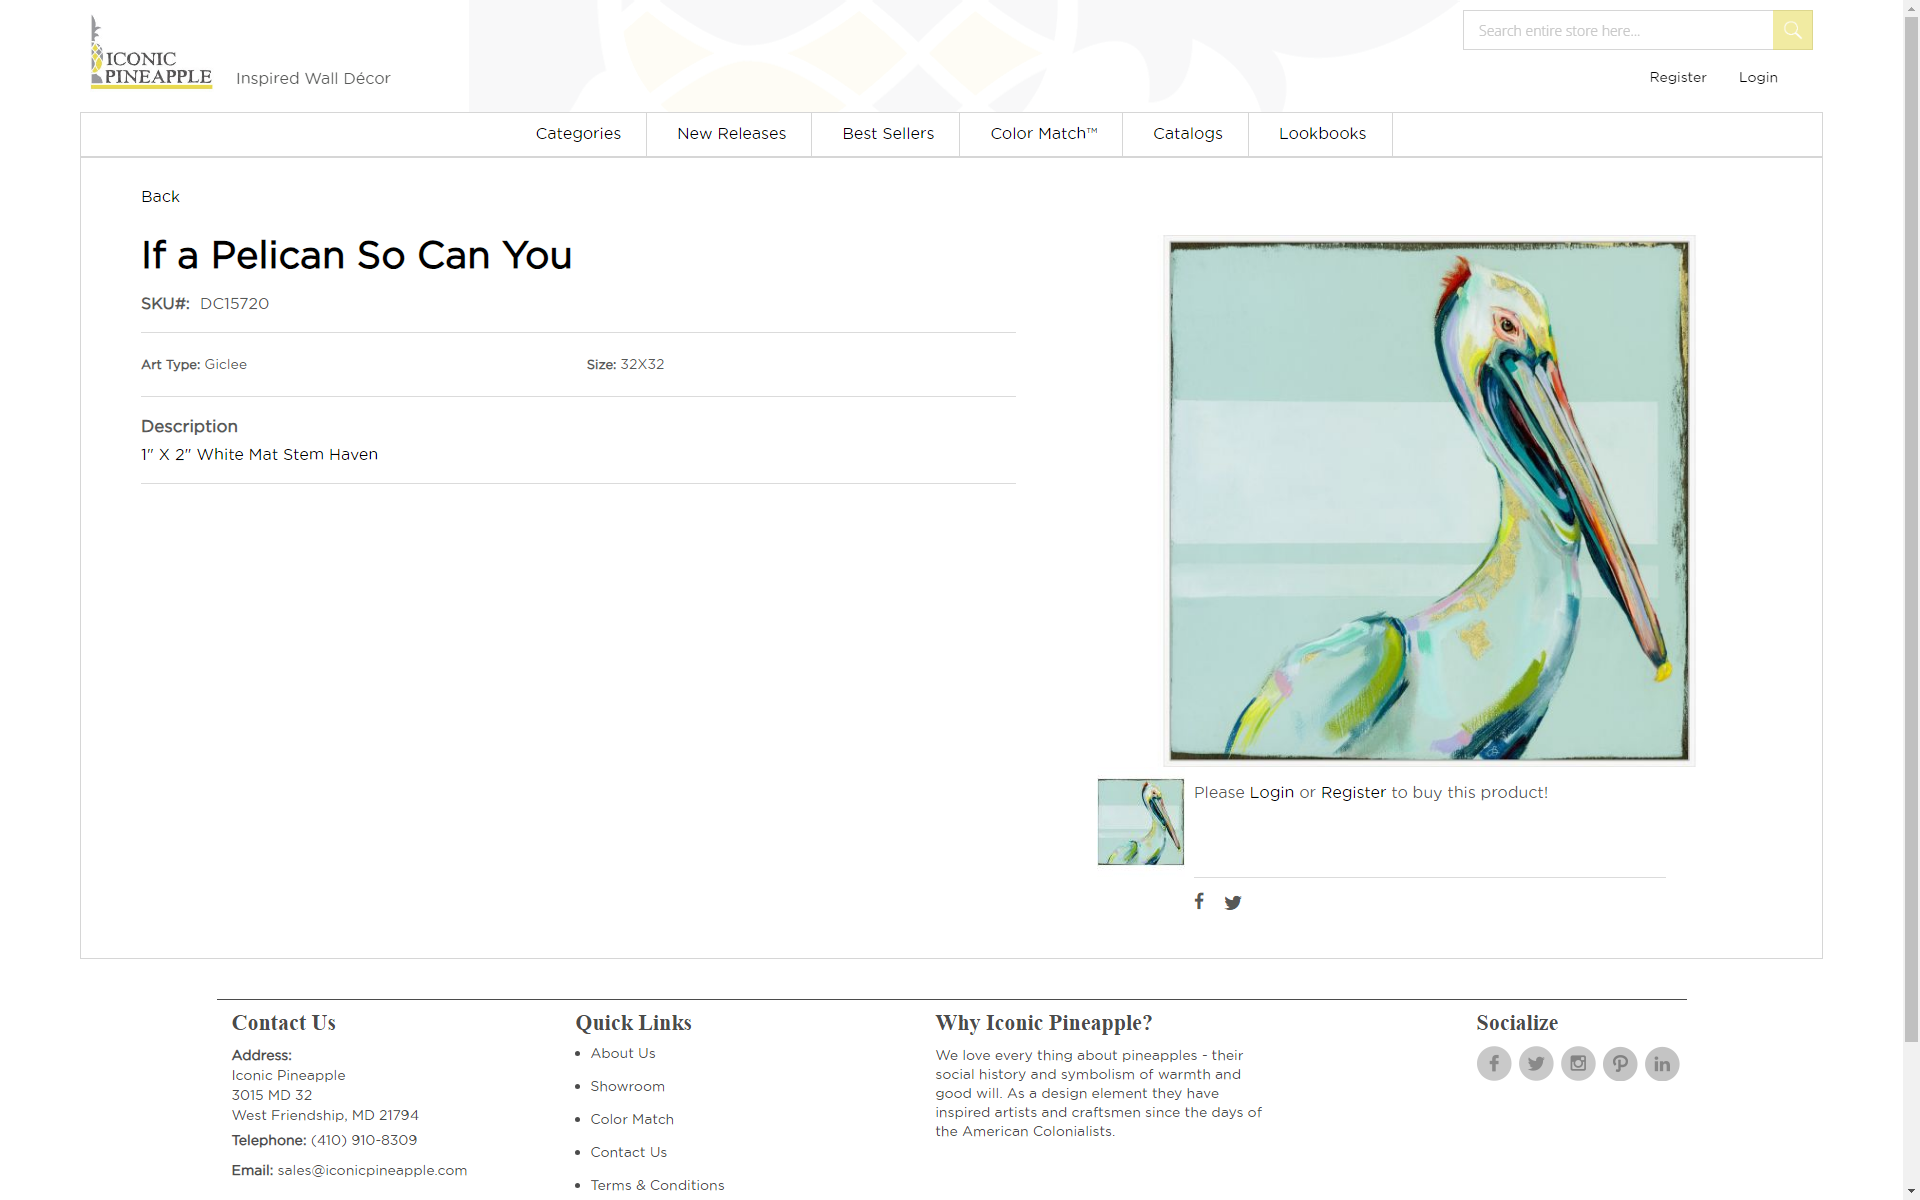 ICONIC
PINEAPPLE
Inspired Wall Décor
Search entire store here...
Register
Login
Categories
New Releases
Best Sellers
Color Match™
Catalogs
Lookbooks
Back
If a Pelican So Can You
SKU#: DC15720
Art Type: Giclee
Size: 32X32
Description
1" X 2" White Mat Stem Haven
Please Login or Register to buy this product!
Contact Us
Address:
Iconic Pineapple
3015 MD 32
West Friendship, MD 21794
Telephone: (410) 910-8309
Email: sales@iconicpineapple.com
Quick Links
About Us
Showroom
Color Match
Contact Us
Terms & Conditions
Why Iconic Pineapple?
We love every thing about pineapples - their
social history and symbolism of warmth and
good will. As a design element they have
inspired artists and craftsmen since the days of
the American Colonialists.
Socialize